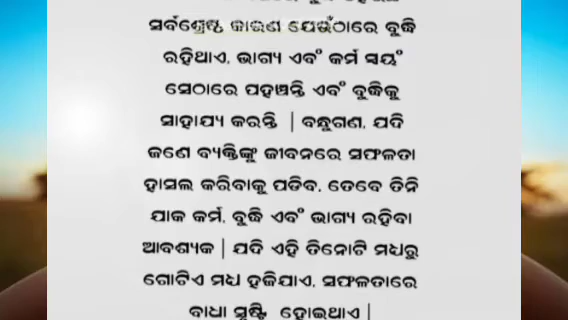 ସର୍ବଶ୍ରେଷ୍ଠ କାରଣ ଯେଉଁଠାରେ ବୁଦ୍ଧି
ରହିଥାଏ, ଭାଗ୍ୟ ଏବଂ କର୍ମ ସ୍ୱୟଂ
ସେଠାରେ ପହଞ୍ଚନ୍ତି ଏବଂ ବୁଦ୍ଧିକୁ
ସାହାଯ୍ୟ କରନ୍ତି | ବନ୍ଧୁଗଣ, ଯଦି
ଜଣେ ବ୍ୟକ୍ତିଙ୍କୁ ଜୀବନରେ ସଫଳତା
ହାସଲ କରିବାକୁ ପଡିବ, ତେବେ ତିନି
ଯାକ କର୍ମ, ବୁଦ୍ଧି ଏବଂ ଭାଗ୍ୟ ରହିବା
ଆବଶ୍ୟକ | ଯଦି ଏହି ତିନୋଟି ମଧ୍ୟରୁ
ଗୋଟିଏ ମଧ୍ୟ ହଜିଯାଏ, ସଫଳତାରେ
ବାଧା ସୃଷ୍ଟି ହୋଇଥାଏ |